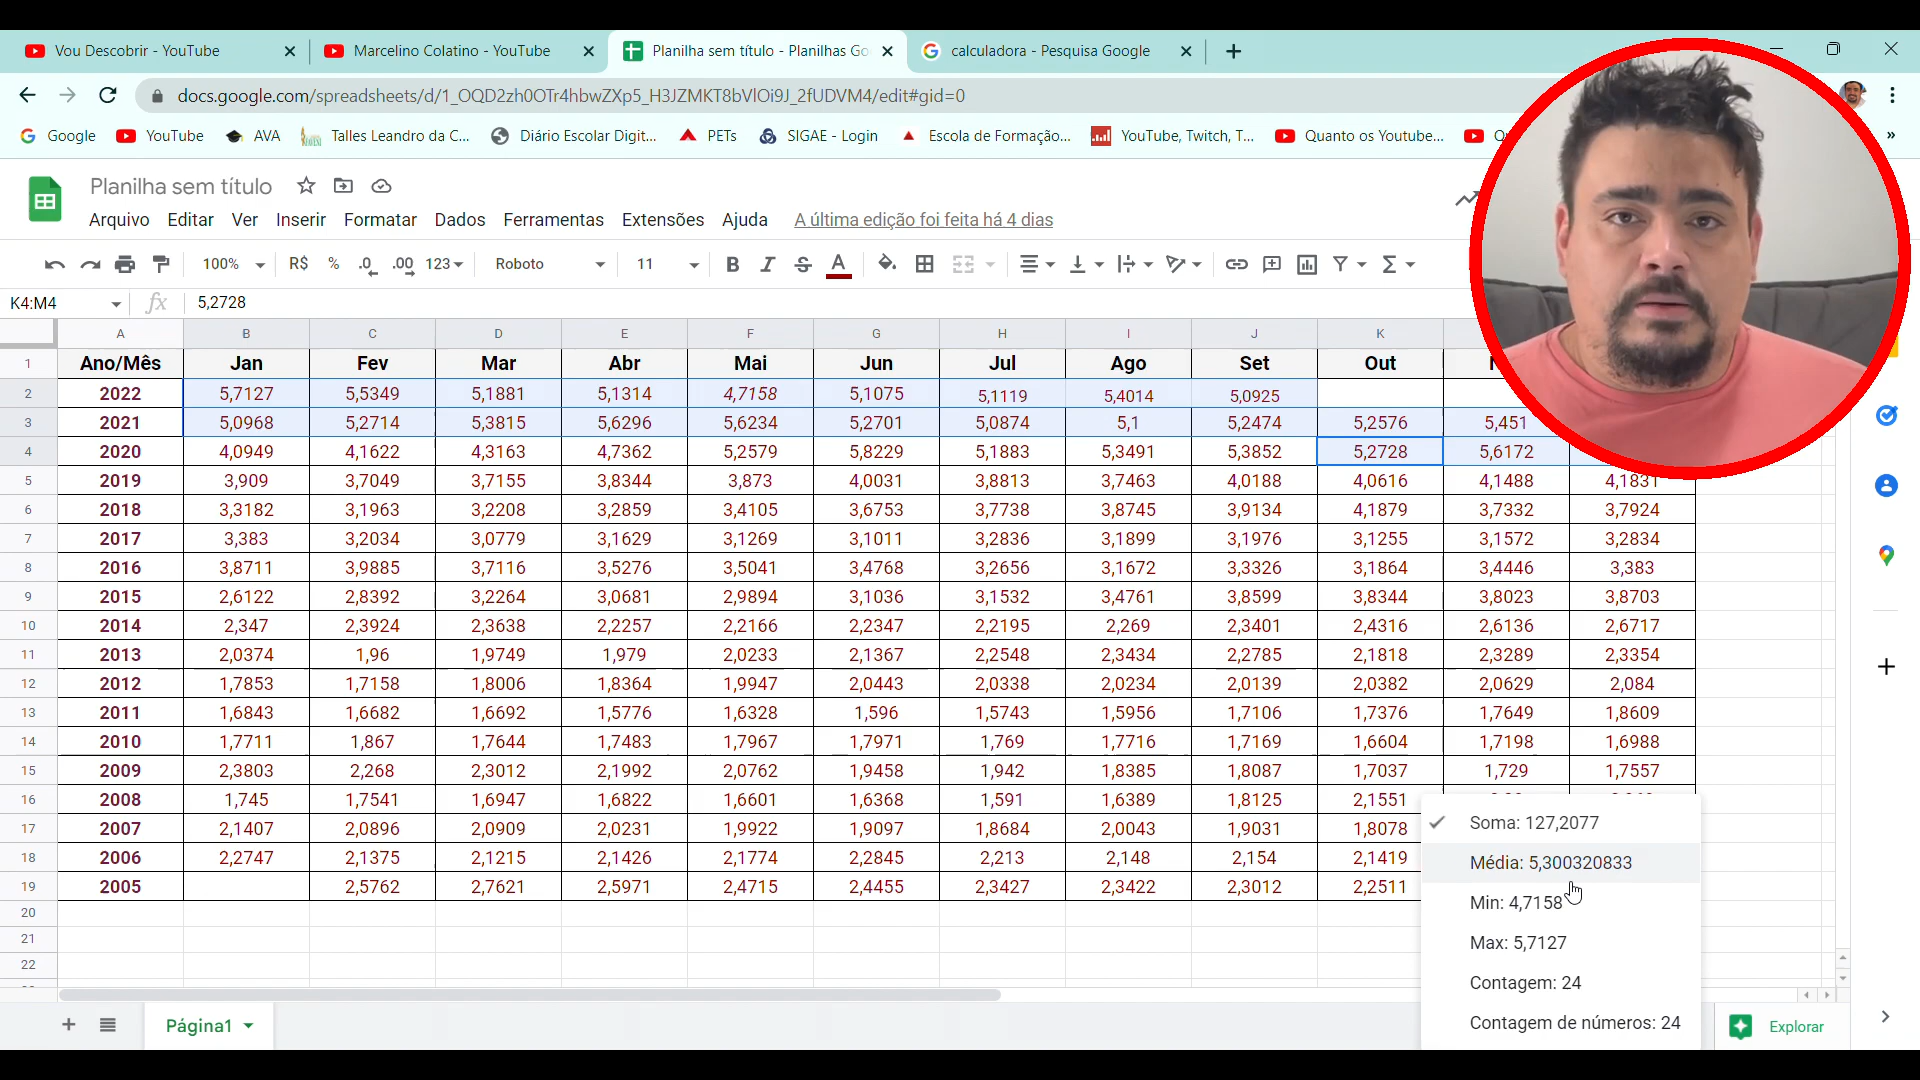 Vou Descobrir - YouTube
Marcelino Colatino - YouTube
Planilha sem título - Planilhas Go
calculadora - Pesquisa Google
docs.google.com/spreadsheets/d/1_OQD2zh0OTr4hbwZXp5_H3JZMKT8bVlOi9J_2fUDVM4/edit#gid=0
Google YouTube AVA Talles Leandro da C... Diário Escolar Digit... PETs SIGAE - Login Escola de Formação... YouTube, Twitch, T... Quanto os Youtube...
Planilha sem título
Arquivo Editar Ver Inserir Formatar Dados Ferramentas Extensões Ajuda A última edição foi feita há 4 dias
100% R$ % .0 .00 123 Roboto 11 B I S A Σ
K4:M4 fx 5,2728
A B C D E F G H I J K
1 Ano/Mês Jan Fev Mar Abr Mai Jun Jul Ago Set Out
2 2022 5,7127 5,5349 5,1881 5,1314 4,7158 5,1075 5,1119 5,4014 5,0925
3 2021 5,0968 5,2714 5,3815 5,6296 5,6234 5,2701 5,0874 5,1 5,2474 5,2576 5,451
4 2020 4,0949 4,1622 4,3163 4,7362 5,2579 5,8229 5,1883 5,3491 5,3852 5,2728 5,6172
5 2019 3,909 3,7049 3,7155 3,8344 3,873 4,0031 3,8813 3,7463 4,0188 4,0616 4,1488 4,1831
6 2018 3,3182 3,1963 3,2208 3,2859 3,4105 3,6753 3,7738 3,8745 3,9134 4,1879 3,7332 3,7924
7 2017 3,383 3,2034 3,0779 3,1629 3,1269 3,1011 3,2836 3,1899 3,1976 3,1255 3,1572 3,2834
8 2016 3,8711 3,9885 3,7116 3,5276 3,5041 3,4768 3,2656 3,1672 3,3326 3,1864 3,4446 3,383
9 2015 2,6122 2,8392 3,2264 3,0681 2,9894 3,1036 3,1532 3,4761 3,8599 3,8344 3,8023 3,8703
10 2014 2,347 2,3924 2,3638 2,2257 2,2166 2,2347 2,2195 2,269 2,3401 2,4316 2,6136 2,6717
11 2013 2,0374 1,96 1,9749 1,979 2,0233 2,1367 2,2548 2,3434 2,2785 2,1818 2,3289 2,3354
12 2012 1,7853 1,7158 1,8006 1,8364 1,9947 2,0443 2,0338 2,0234 2,0139 2,0382 2,0629 2,084
13 2011 1,6843 1,6682 1,6692 1,5776 1,6328 1,596 1,5743 1,5956 1,7106 1,7376 1,7649 1,8609
14 2010 1,7711 1,867 1,7644 1,7483 1,7967 1,7971 1,769 1,7716 1,7169 1,6604 1,7198 1,6988
15 2009 2,3803 2,268 2,3012 2,1992 2,0762 1,9458 1,942 1,8385 1,8087 1,7037 1,729 1,7557
16 2008 1,745 1,7541 1,6947 1,6822 1,6601 1,6368 1,591 1,6389 1,8125 2,1551
17 2007 2,1407 2,0896 2,0909 2,0231 1,9922 1,9097 1,8684 2,0043 1,9031 1,8078
18 2006 2,2747 2,1375 2,1215 2,1426 2,1774 2,2845 2,213 2,148 2,154 2,1419
19 2005 2,5762 2,7621 2,5971 2,4715 2,4455 2,3427 2,3422 2,3012 2,2511
20
21
22
Soma: 127,2077
Média: 5,300320833
Min: 4,7158
Max: 5,7127
Contagem: 24
Contagem de números: 24
Página1
Explorar